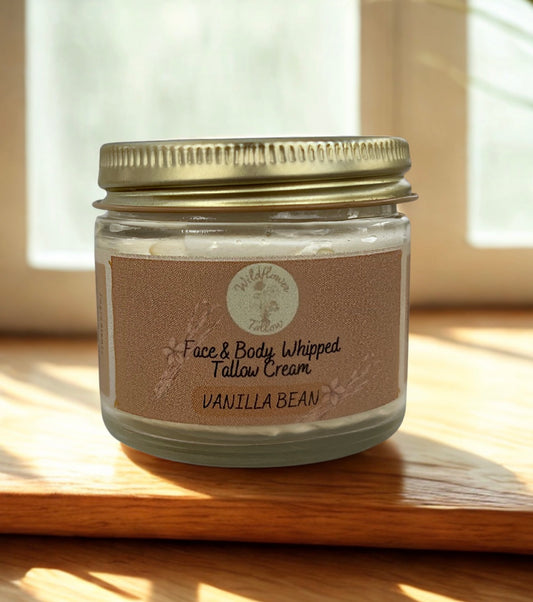 Wildflower
Tallow
Face & Body Whipped
Tallow Cream
VANILLA BEAN